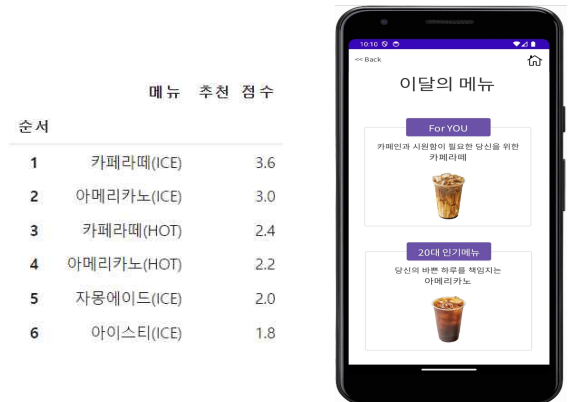 메뉴 추천 점수
순서
1 카페라떼(ICE) 3.6
2 아메리카노(ICE) 3.0
3 카페라떼(HOT) 2.4
4 아메리카노(HOT) 2.2
5 자몽에이드(ICE) 2.0
6 아이스티(ICE) 1.8
10:10
<< Back
이달의 메뉴
For YOU
카페인과 시원함이 필요한 당신을 위한
카페라떼
20대 인기메뉴
당신의 바쁜 하루를 책임지는
아메리카노